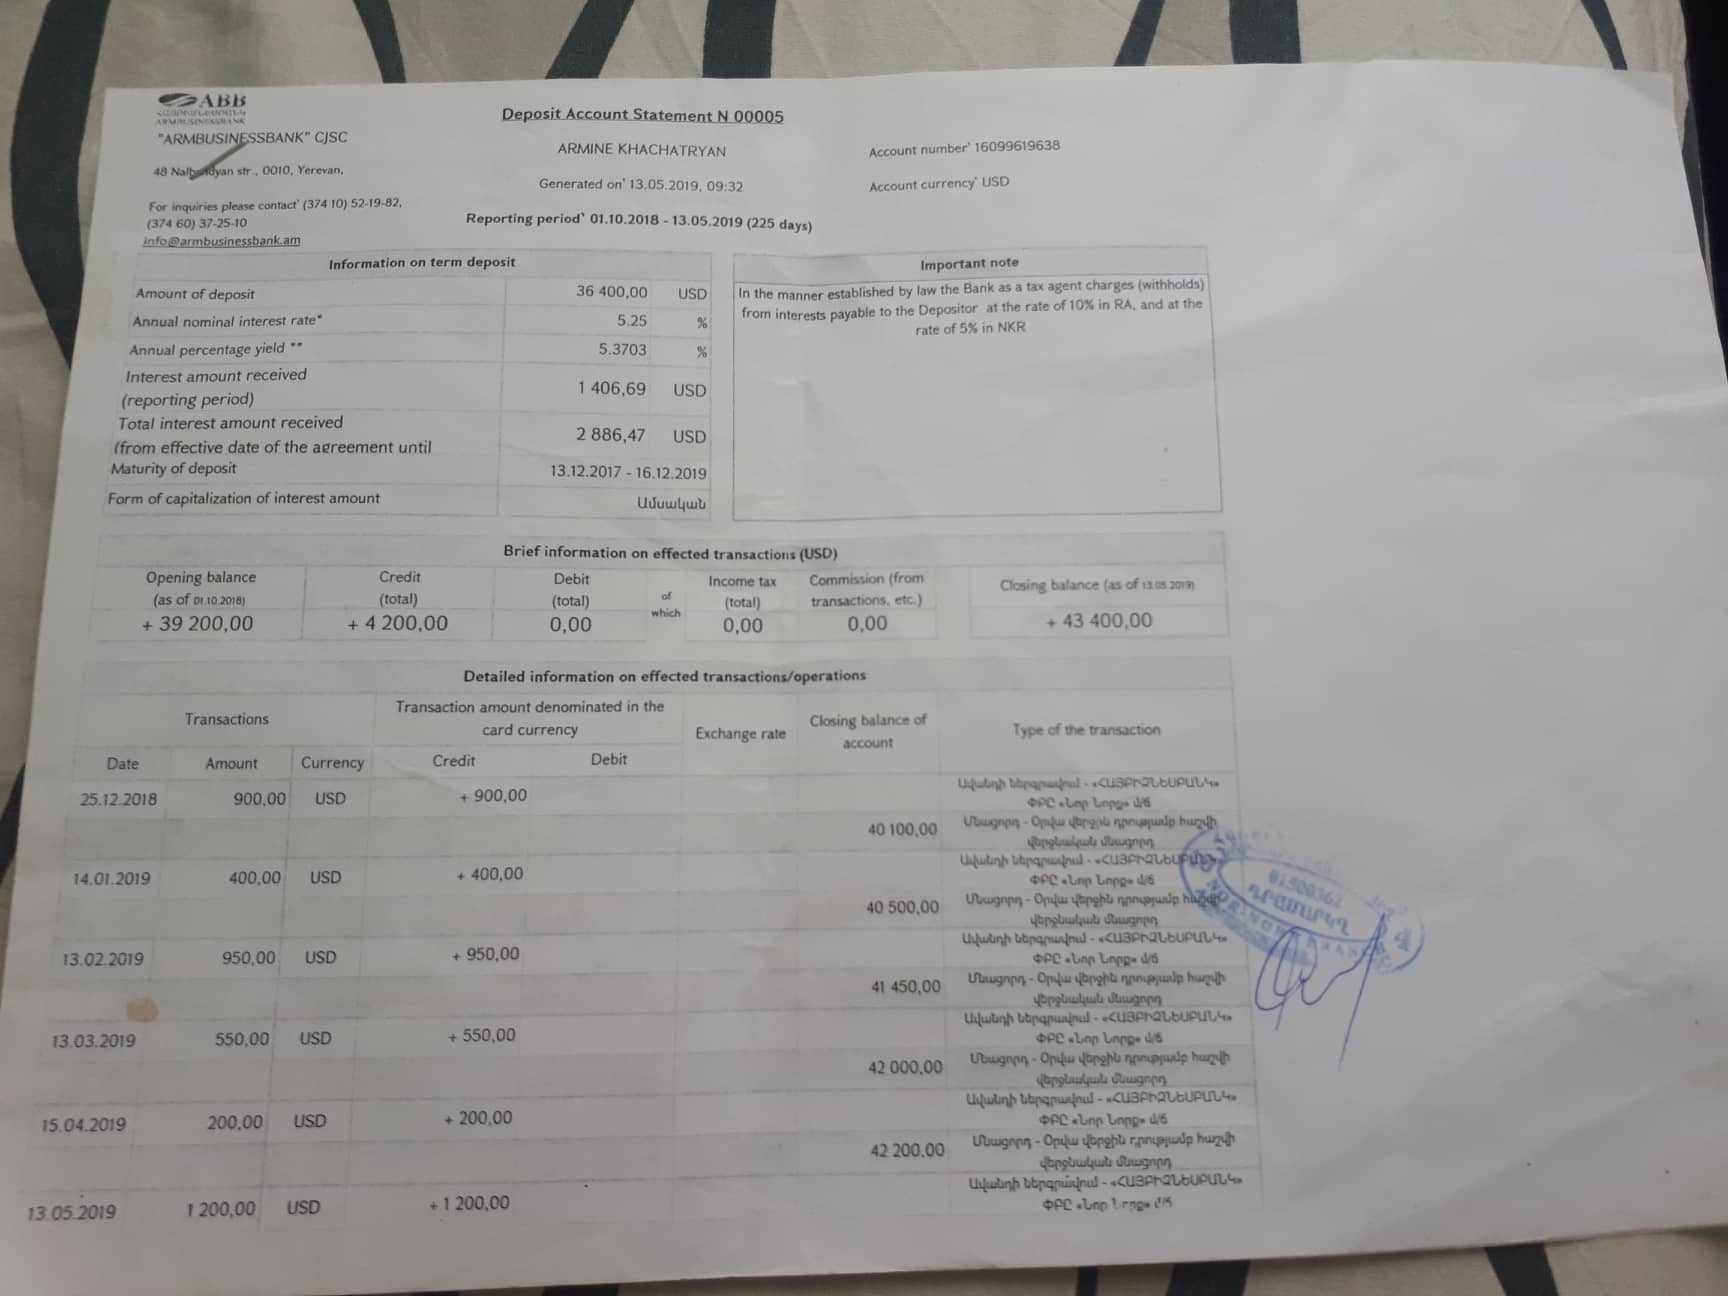 ABB
ARMBUSINESSBANK
"ARMBUSINESSBANK" CJSC
48 Nalbandyan str., 0010, Yerevan,
For inquiries please contact՝ (374 10) 52-19-82,
(374 60) 37-25-10
info@armbusinessbank.am
Deposit Account Statement N 00005
ARMINE KHACHATRYAN
Generated on՝ 13.05.2019, 09:32
Reporting period՝ 01.10.2018 - 13.05.2019 (225 days)
Account number՝ 16099619638
Account currency՝ USD
Information on term deposit
Amount of deposit 36 400,00 USD
Annual nominal interest rate* 5.25 %
Annual percentage yield ** 5.3703 %
Interest amount received
(reporting period) 1 406,69 USD
Total interest amount received
(from effective date of the agreement until 2 886,47 USD
Maturity of deposit 13.12.2017 - 16.12.2019
Form of capitalization of interest amount Ամսական
Important note
In the manner established by law the Bank as a tax agent charges (withholds)
from interests payable to the Depositor at the rate of 10% in RA, and at the
rate of 5% in NKR
Brief information on effected transactions (USD)
Opening balance Credit Debit of Income tax Commission (from Closing balance (as of 13.05.2019)
(as of 01.10.2018) (total) (total) which (total) transactions, etc.)
+ 39 200,00 + 4 200,00 0,00 0,00 0,00 + 43 400,00
Detailed information on effected transactions/operations
Transactions Transaction amount denominated in the card currency Exchange rate Closing balance of account Type of the transaction
Date Amount Currency Credit Debit
25.12.2018 900,00 USD + 900,00 Ավանդի ներգրավում - «ՀԱՅԲԻԶՆԵՍԲԱՆԿ»
ՓԲԸ «Նոր Նորք» մ/ճ
40 100,00 Մնացորդ - Օրվա վերջին դրությամբ հաշվի
վերջնական մնացորդ
14.01.2019 400,00 USD + 400,00 Ավանդի ներգրավում - «ՀԱՅԲԻԶՆԵՍԲԱՆԿ»
ՓԲԸ «Նոր Նորք» մ/ճ
40 500,00 Մնացորդ - Օրվա վերջին դրությամբ հաշվի
վերջնական մնացորդ
13.02.2019 950,00 USD + 950,00 Ավանդի ներգրավում - «ՀԱՅԲԻԶՆԵՍԲԱՆԿ»
ՓԲԸ «Նոր Նորք» մ/ճ
41 450,00 Մնացորդ - Օրվա վերջին դրությամբ հաշվի
վերջնական մնացորդ
13.03.2019 550,00 USD + 550,00 Ավանդի ներգրավում - «ՀԱՅԲԻԶՆԵՍԲԱՆԿ»
ՓԲԸ «Նոր Նորք» մ/ճ
42 000,00 Մնացորդ - Օրվա վերջին դրությամբ հաշվի
վերջնական մնացորդ
15.04.2019 200,00 USD + 200,00 Ավանդի ներգրավում - «ՀԱՅԲԻԶՆԵՍԲԱՆԿ»
ՓԲԸ «Նոր Նորք» մ/ճ
42 200,00 Մնացորդ - Օրվա վերջին դրությամբ հաշվի
վերջնական մնացորդ
13.05.2019 1 200,00 USD + 1 200,00 Ավանդի ներգրավում - «ՀԱՅԲԻԶՆԵՍԲԱՆԿ»
ՓԲԸ «Նոր Նորք» մ/ճ
01500362
ԴՐԱՄԱՐԿՂ